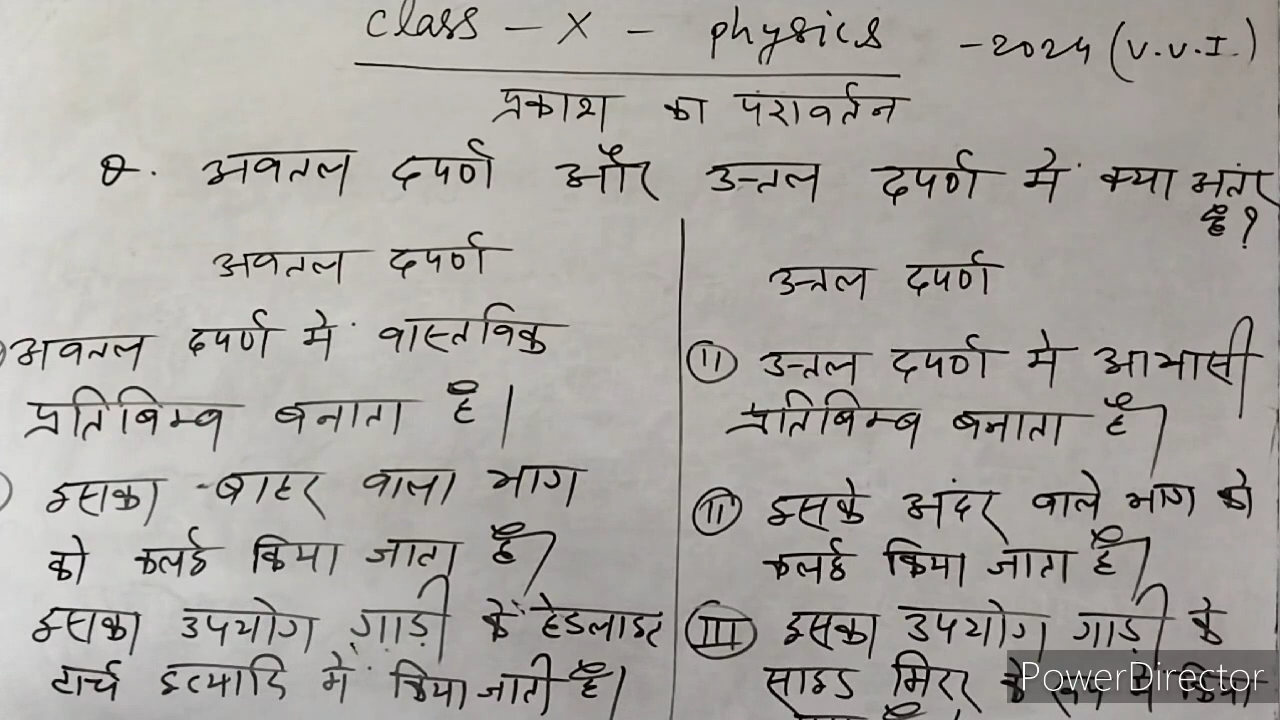 class - X - physics - 2024 (V.V.I.)
प्रकाश का परावर्तन
Q. अवतल दर्पण और उत्तल दर्पण में क्या अंतर
है?
अवतल दर्पण
अवतल दर्पण में वास्तविक
प्रतिबिम्ब बनाता है।
इसका बाहर वाला भाग
को कलई किया जाता है।
इसका उपयोग गाड़ी के हेडलाइट
टार्च इत्यादि में किया जाती है।
उत्तल दर्पण
(11) उत्तल दर्पण में आभासी
प्रतिबिम्ब बनाता है।
(11) इसके अंदर वाले भाग को
कलई किया जाता है।
(III) इसका उपयोग गाड़ी के
साइड मिरर के रूप में किया
PowerDirector